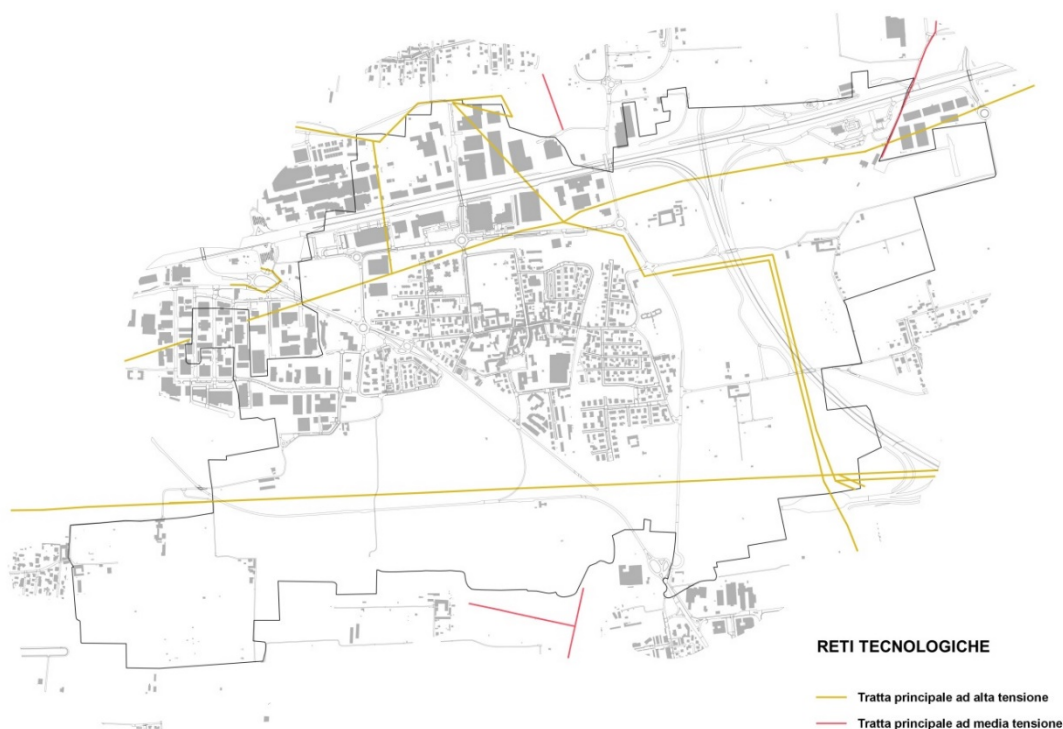 RETI TECNOLOGICHE
Tratta principale ad alta tensione
Tratta principale ad media tensione